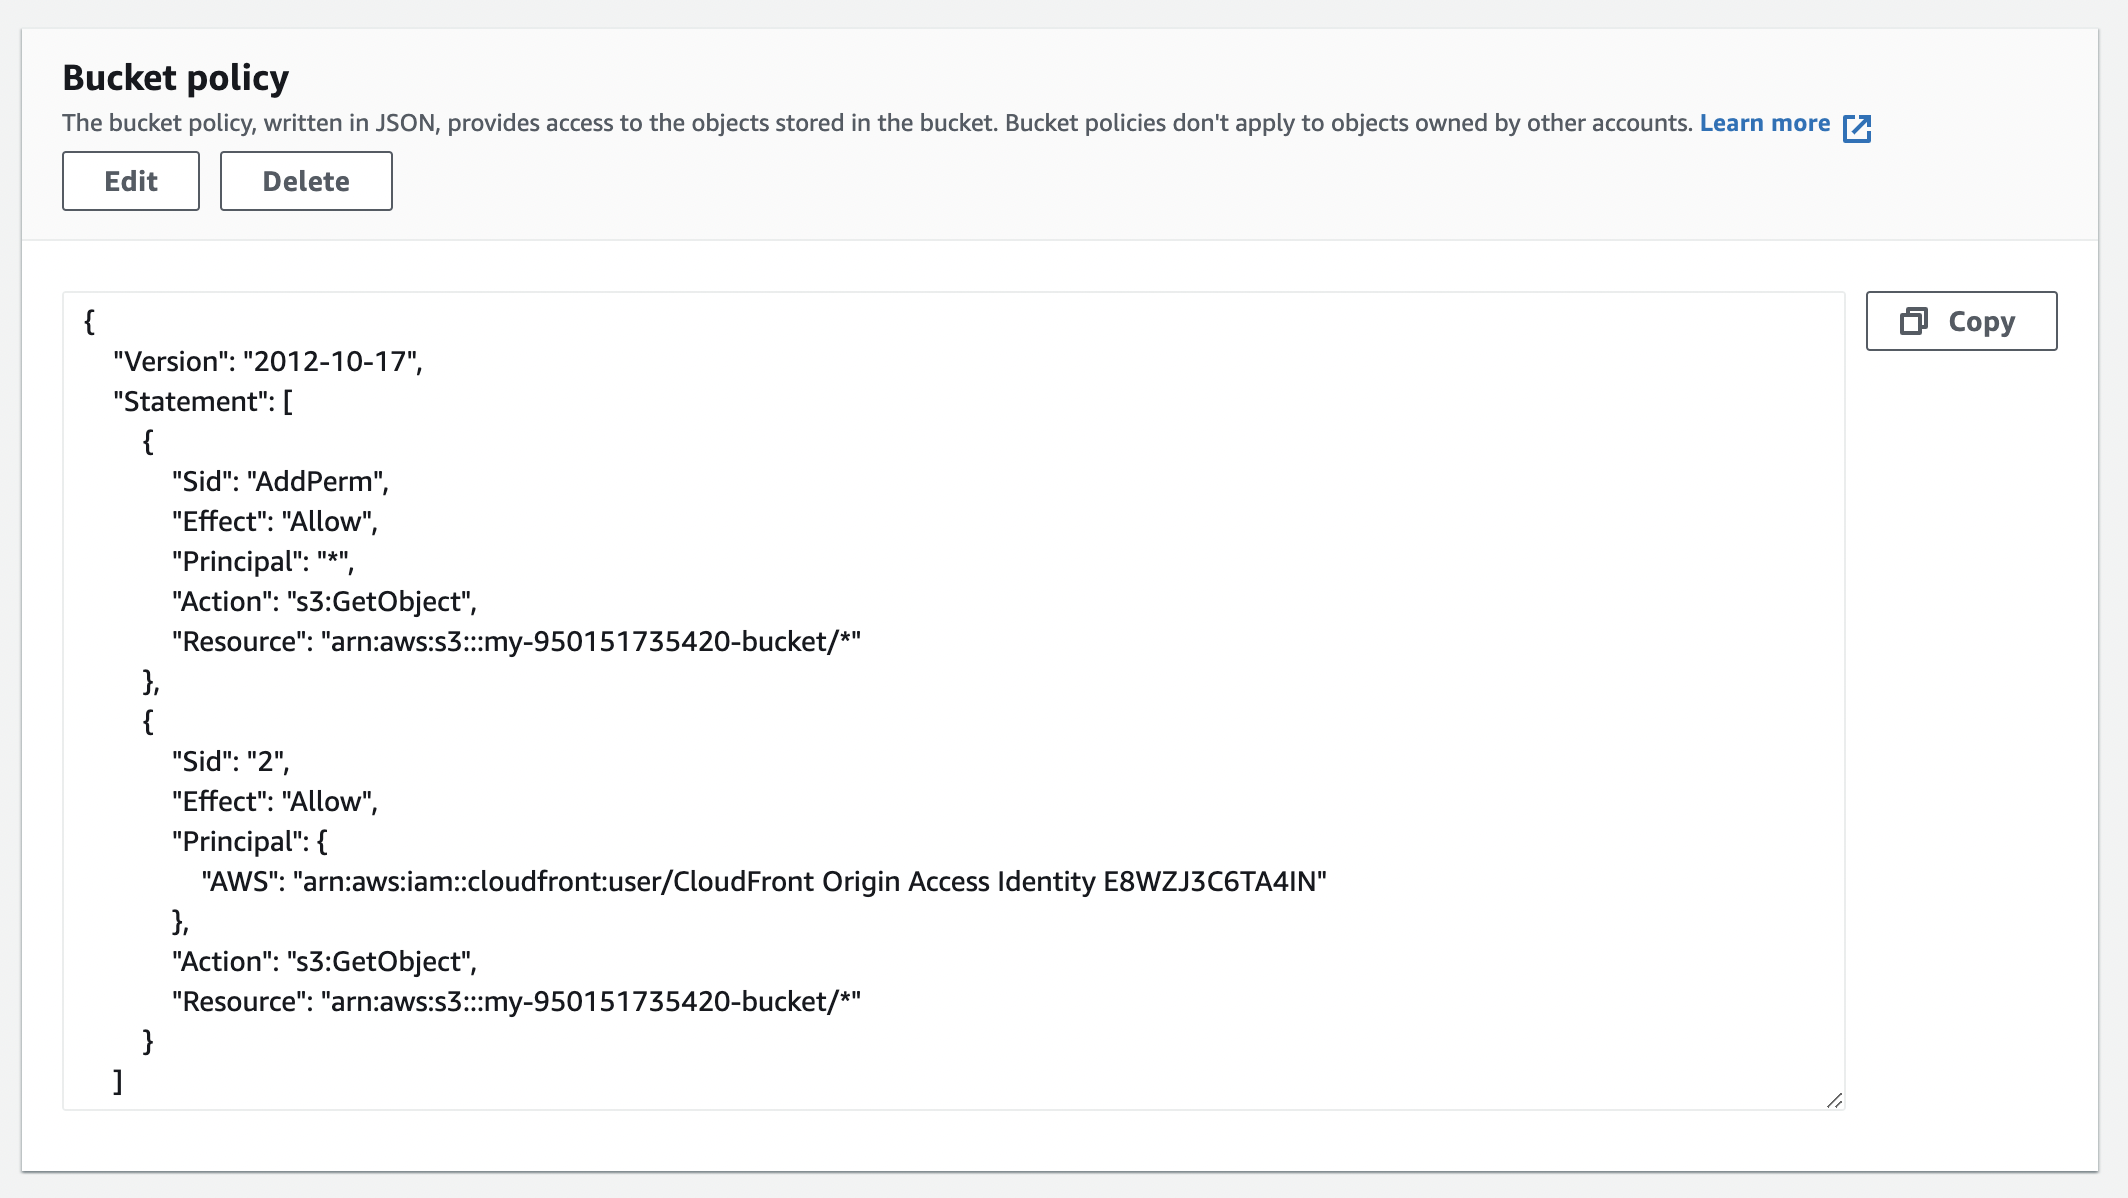 Bucket policy
The bucket policy, written in JSON, provides access to the objects stored in the bucket. Bucket policies don't apply to objects owned by other accounts. Learn more
Edit Delete
Copy
{
"Version": "2012-10-17",
"Statement": [
{
"Sid": "AddPerm",
"Effect": "Allow",
"Principal": "*",
"Action": "s3:GetObject",
"Resource": "arn:aws:s3:::my-950151735420-bucket/*"
},
{
"Sid": "2",
"Effect": "Allow",
"Principal": {
"AWS": "arn:aws:iam::cloudfront:user/CloudFront Origin Access Identity E8WZJ3C6TA4IN"
},
"Action": "s3:GetObject",
"Resource": "arn:aws:s3:::my-950151735420-bucket/*"
}
]